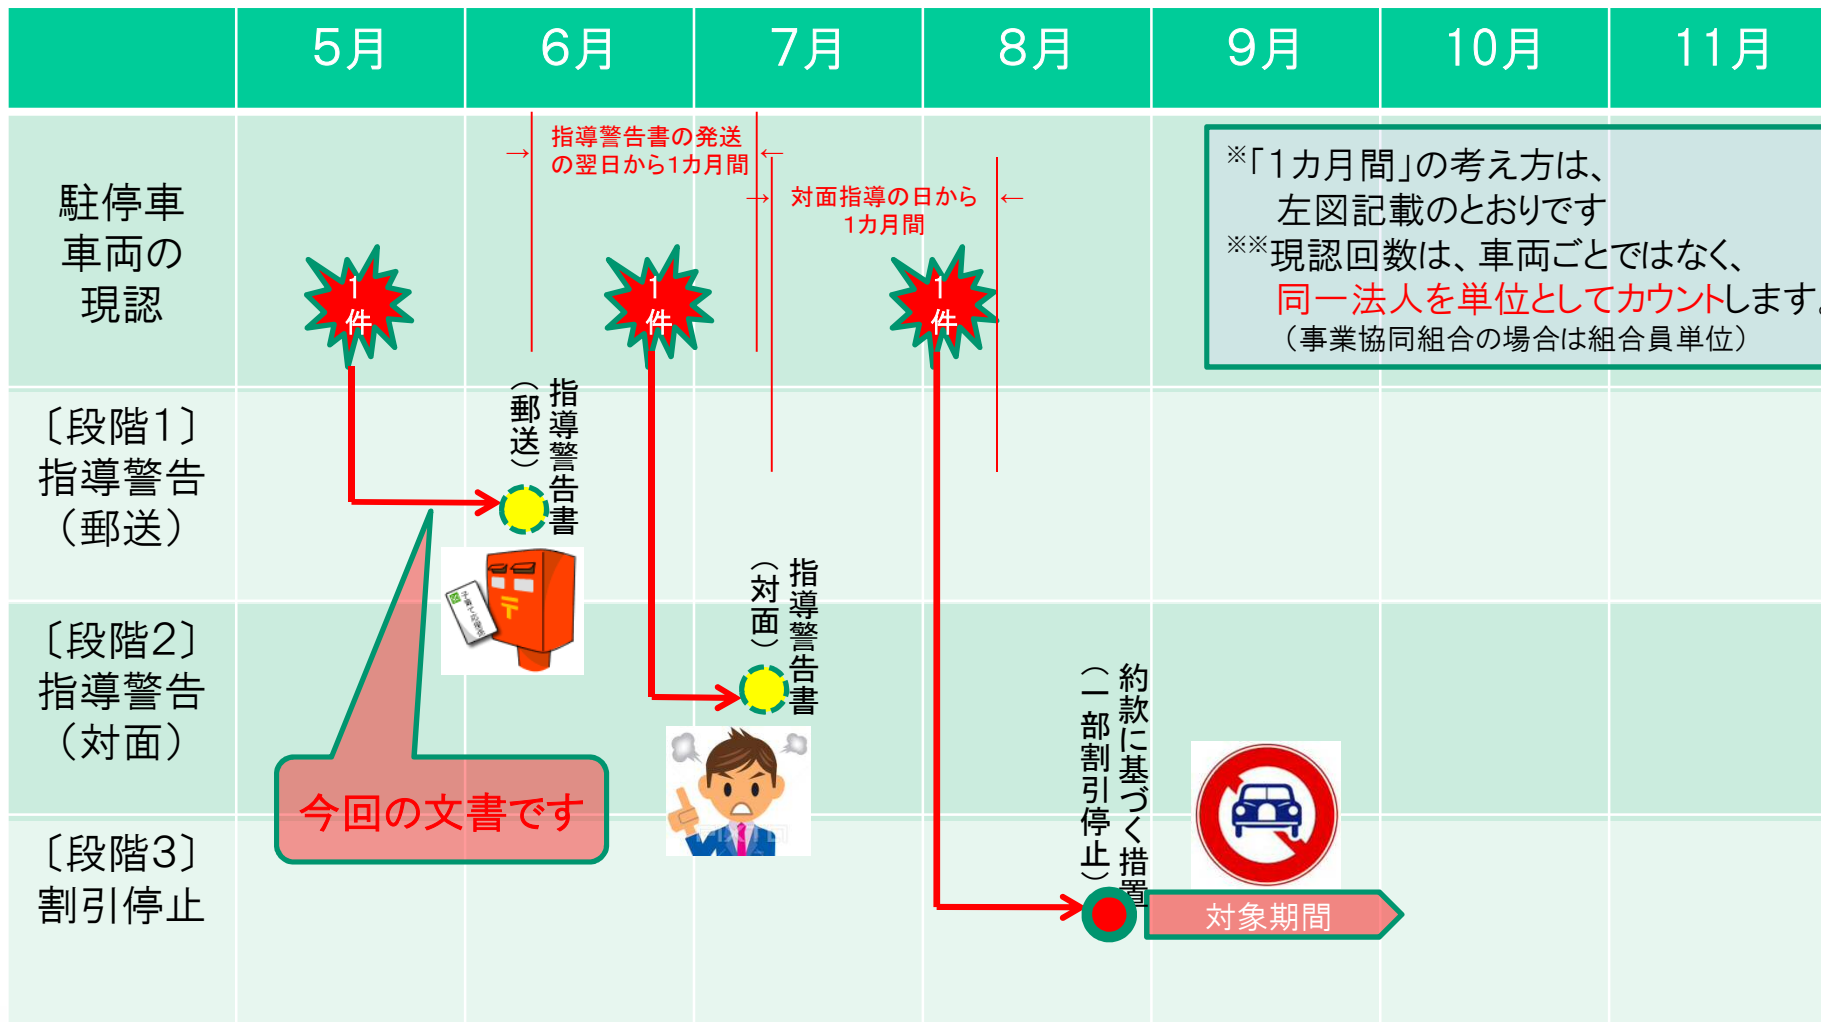 5月
6月
7月
8月
9月
10月
11月
駐停車
車両の
現認
指導警告書の発送
の翌日から1カ月間
対面指導の日から
1カ月間
1
件
1
件
1
件
※「1カ月間」の考え方は、
左図記載のとおりです
※※現認回数は、車両ごとではなく、
同一法人を単位としてカウントします。
（事業協同組合の場合は組合員単位）
〔段階1〕
指導警告
（郵送）
指導警告書
（郵送）
〔段階2〕
指導警告
（対面）
指導警告書
（対面）
今回の文書です
〔段階3〕
割引停止
約款に基づく措置
（一部割引停止）
対象期間